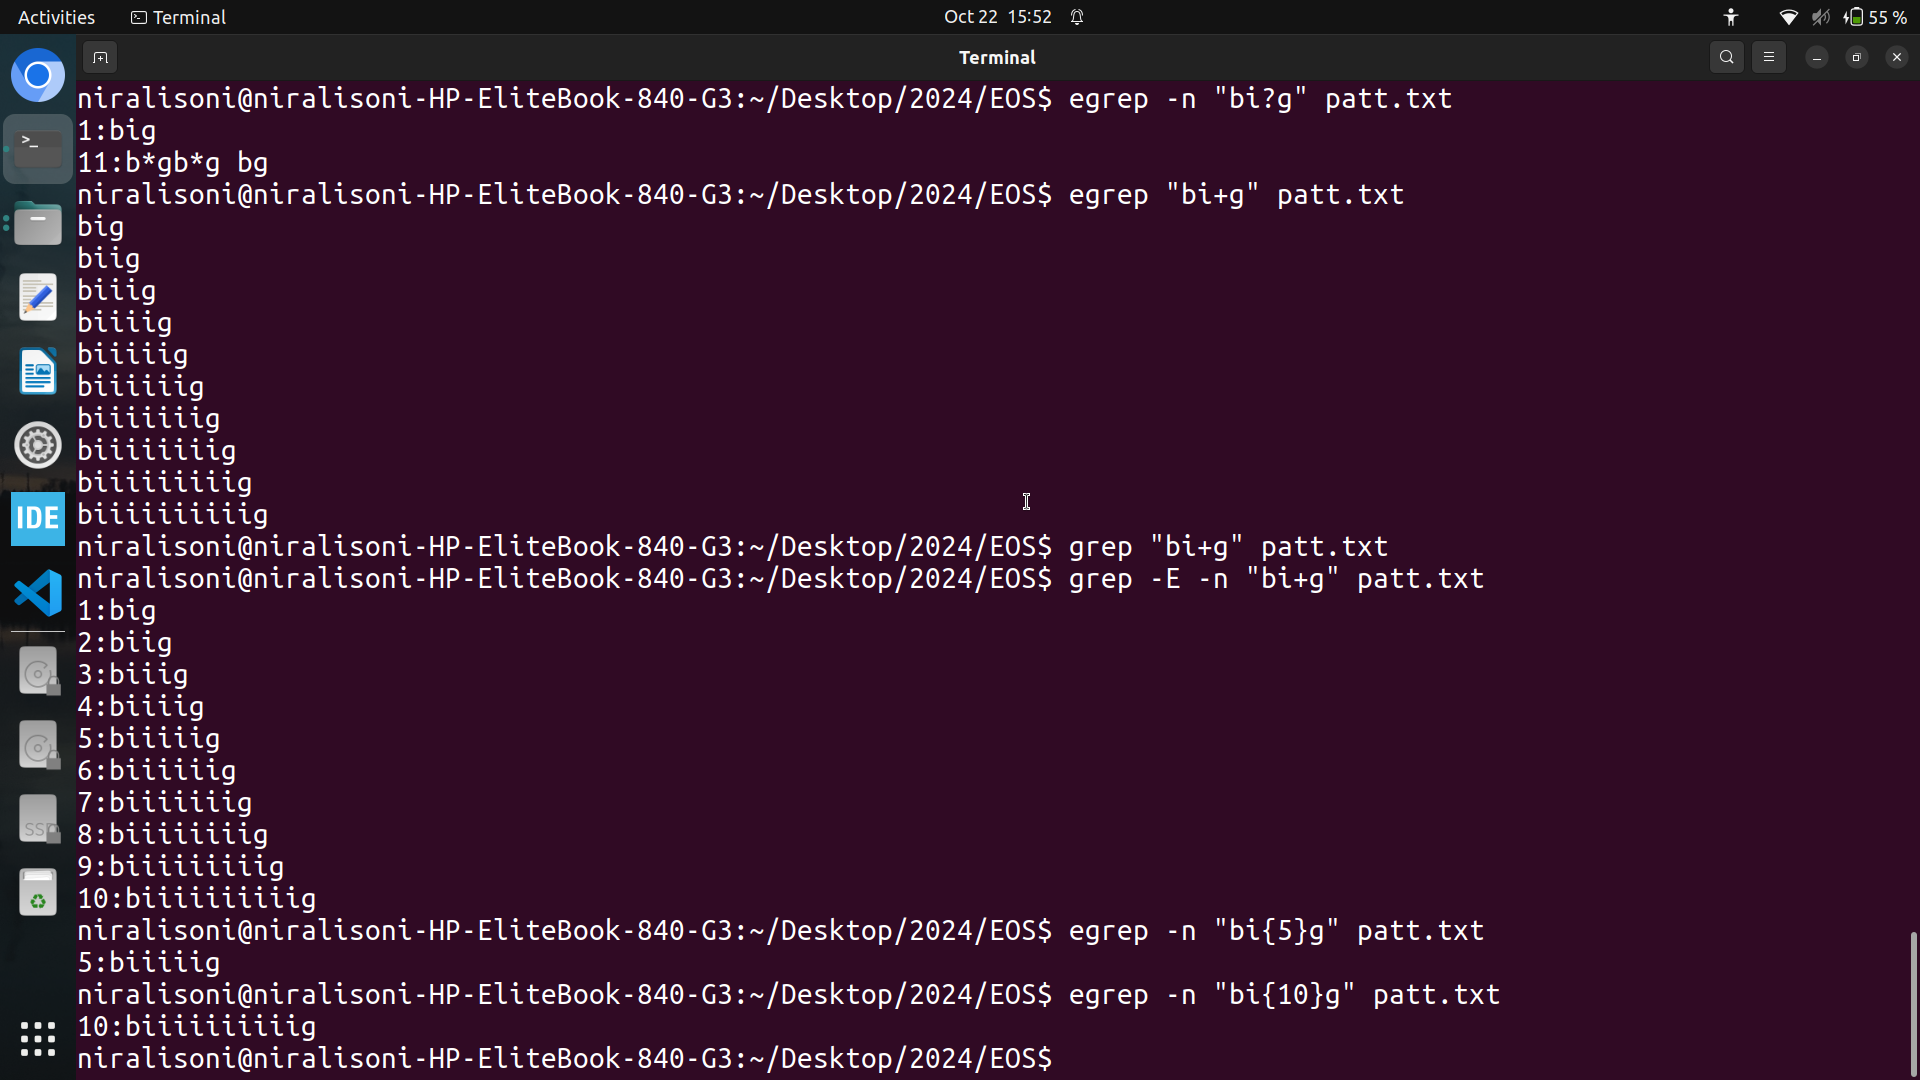 Activities Terminal Oct 22 15:52 55 %
Terminal
niralisoni@niralisoni-HP-EliteBook-840-G3:~/Desktop/2024/EOS$ egrep -n "bi?g" patt.txt
1:big
11:b*gb*g bg
niralisoni@niralisoni-HP-EliteBook-840-G3:~/Desktop/2024/EOS$ egrep "bi+g" patt.txt
big
biig
biiig
biiiig
biiiiig
biiiiiig
biiiiiiig
biiiiiiiig
biiiiiiiiig
biiiiiiiiiig
niralisoni@niralisoni-HP-EliteBook-840-G3:~/Desktop/2024/EOS$ grep "bi+g" patt.txt
niralisoni@niralisoni-HP-EliteBook-840-G3:~/Desktop/2024/EOS$ grep -E -n "bi+g" patt.txt
1:big
2:biig
3:biiig
4:biiiig
5:biiiiig
6:biiiiiig
7:biiiiiiig
8:biiiiiiiig
9:biiiiiiiiig
10:biiiiiiiiiig
niralisoni@niralisoni-HP-EliteBook-840-G3:~/Desktop/2024/EOS$ egrep -n "bi{5}g" patt.txt
5:biiiiig
niralisoni@niralisoni-HP-EliteBook-840-G3:~/Desktop/2024/EOS$ egrep -n "bi{10}g" patt.txt
10:biiiiiiiiiig
niralisoni@niralisoni-HP-EliteBook-840-G3:~/Desktop/2024/EOS$
>_
IDE
SSD